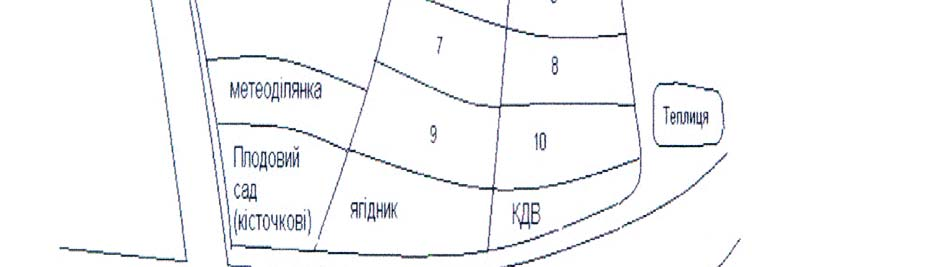 7
8
метеоділянка
Теплиця
9
10
Плодовий
сад
(кісточкові)
ягідник
КДВ